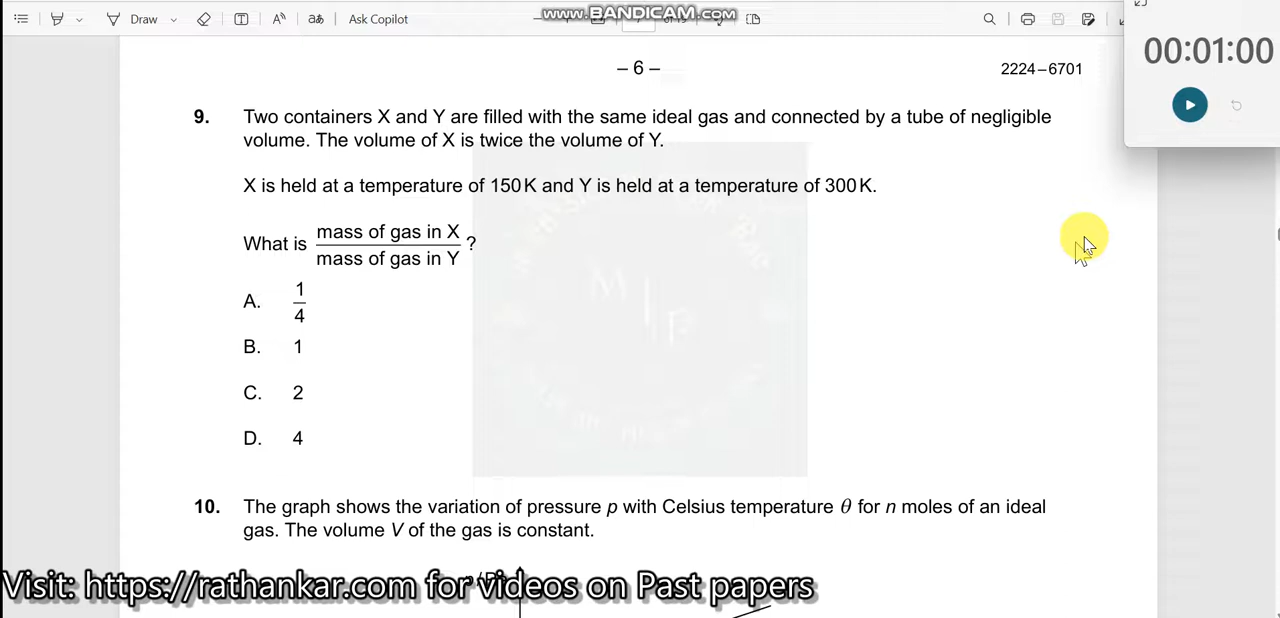 Draw
Ask Copilot
www.BANDICAM.com
00:01:00
– 6 –
2224–6701
9. Two containers X and Y are filled with the same ideal gas and connected by a tube of negligible
volume. The volume of X is twice the volume of Y.
X is held at a temperature of 150 K and Y is held at a temperature of 300 K.
What is mass of gas in X / mass of gas in Y ?
A. 1/4
B. 1
C. 2
D. 4
10. The graph shows the variation of pressure p with Celsius temperature θ for n moles of an ideal
gas. The volume V of the gas is constant.
Visit: https://rathankar.com for videos on Past papers